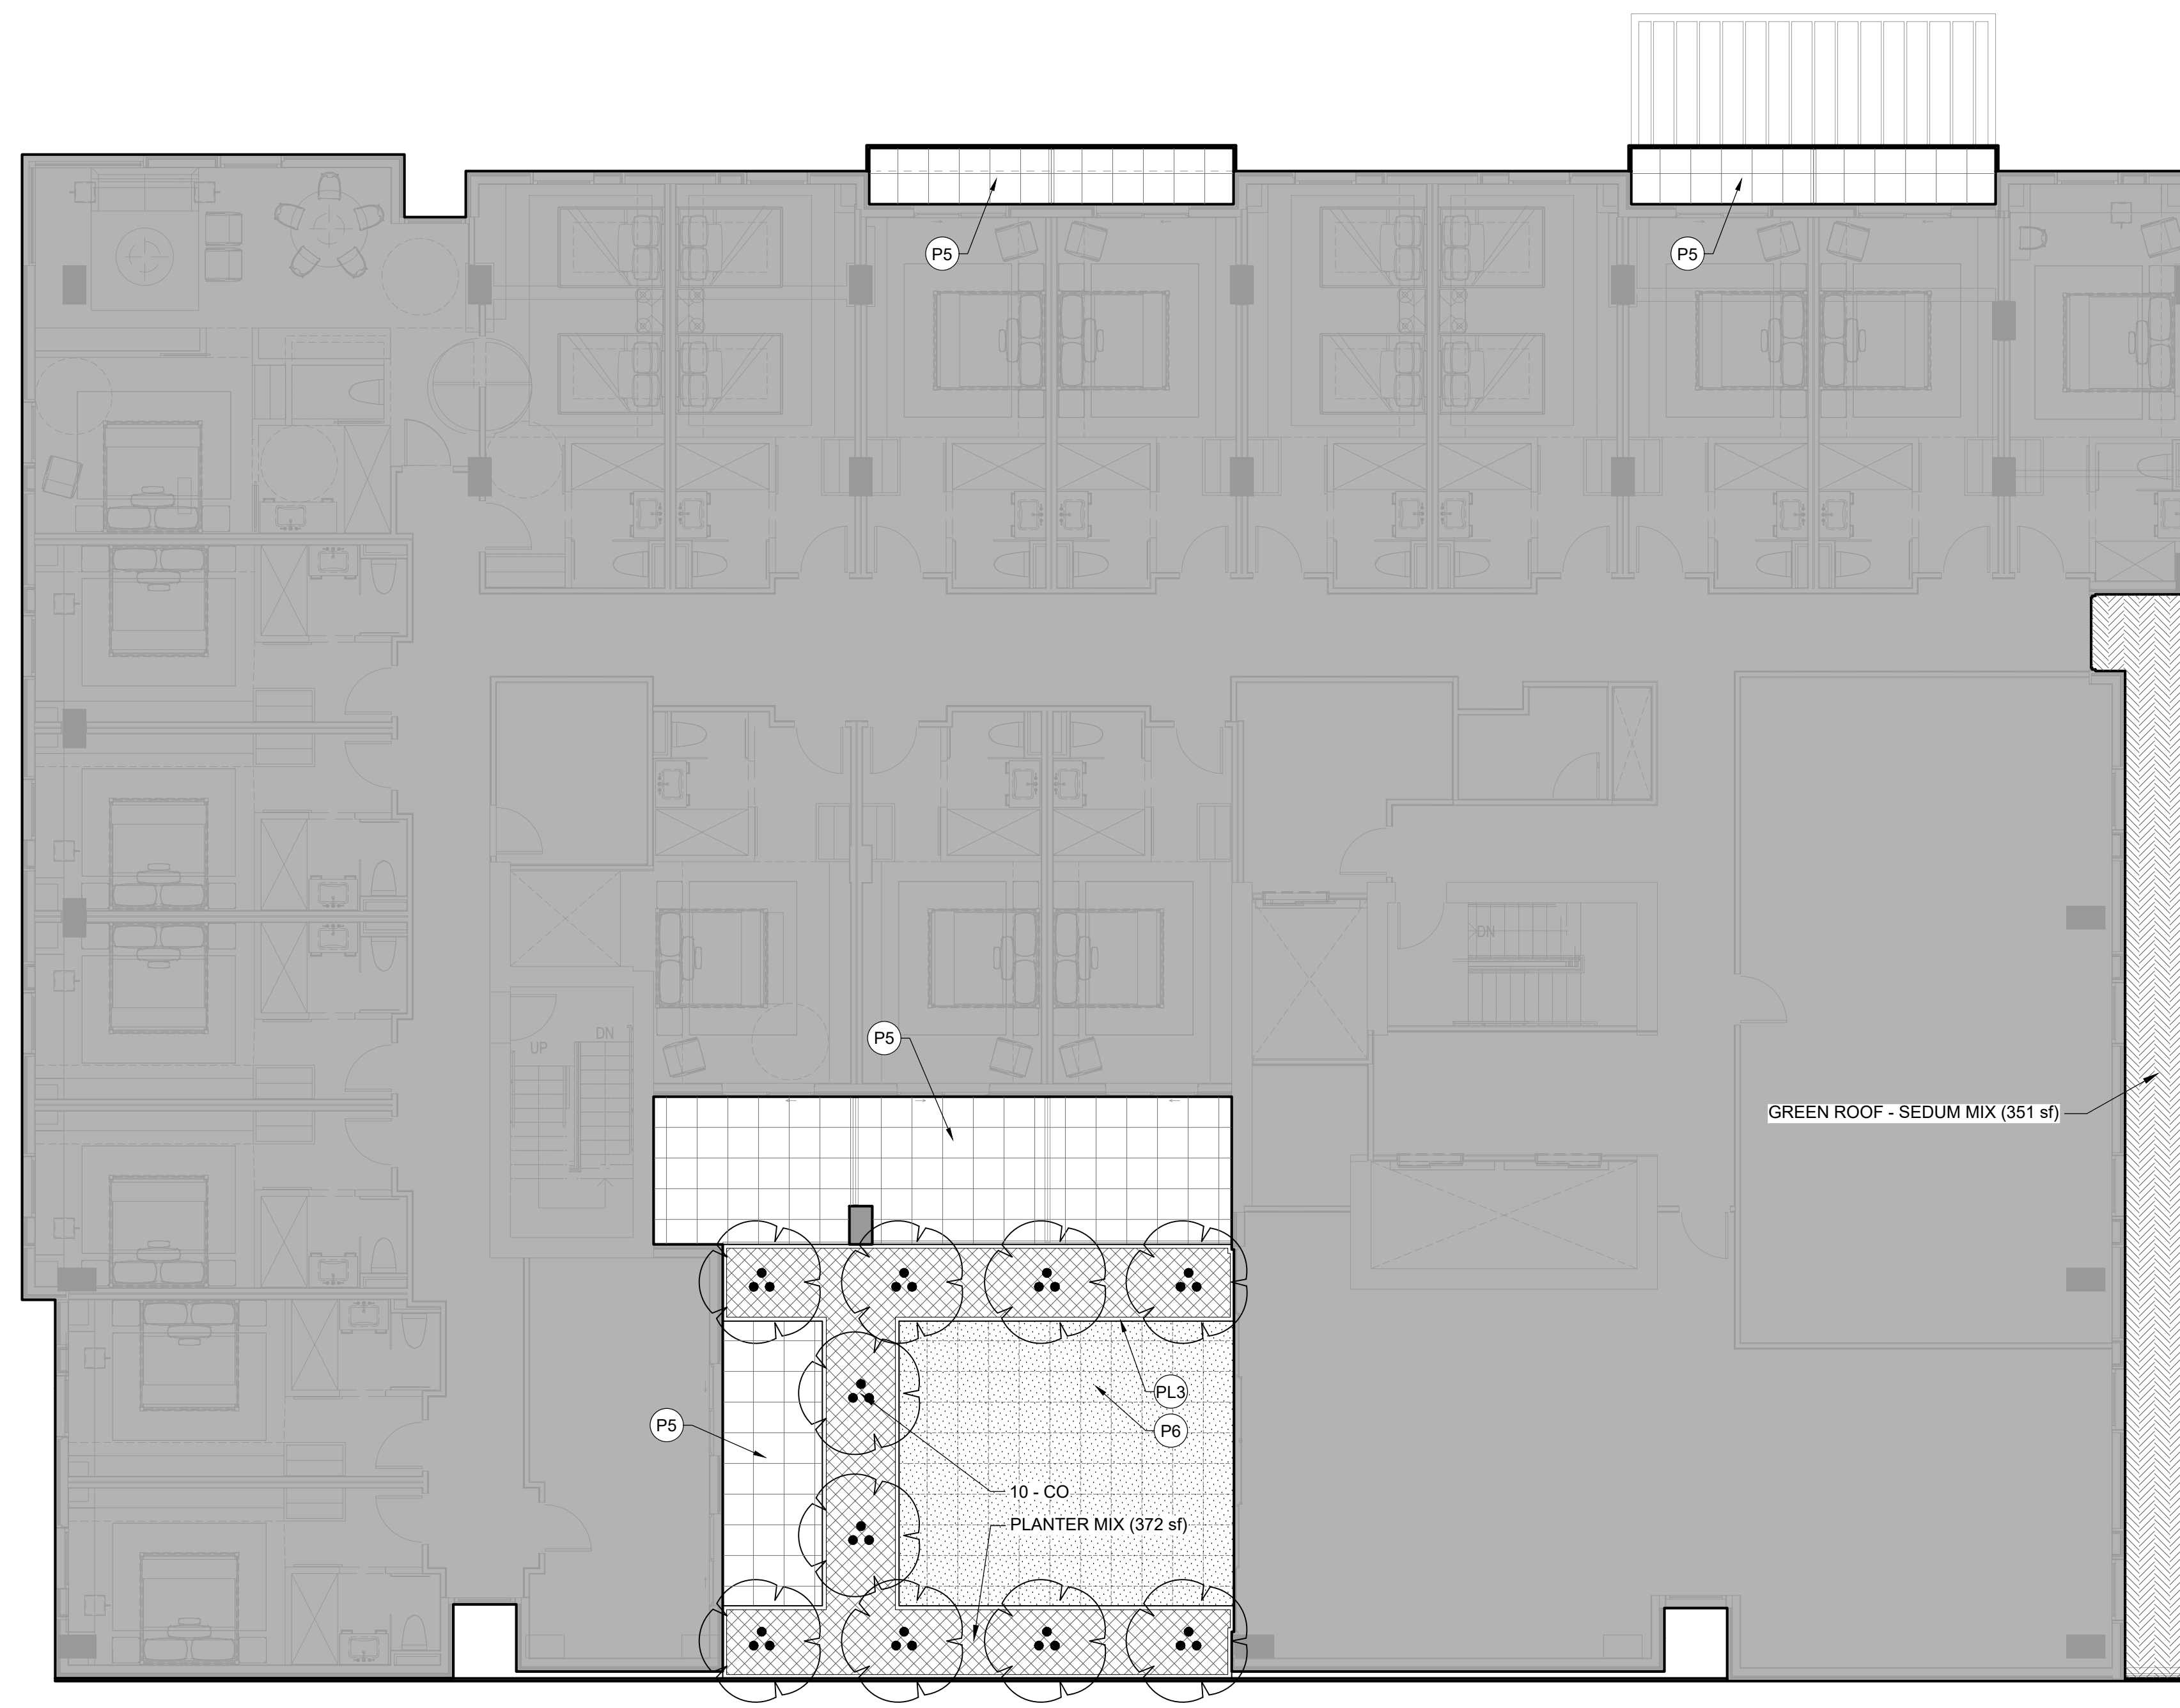 P5
P5
DN
UP
DN
P5
GREEN ROOF - SEDUM MIX (351 sf)
PL3
P5
P6
10 - CO
PLANTER MIX (372 sf)